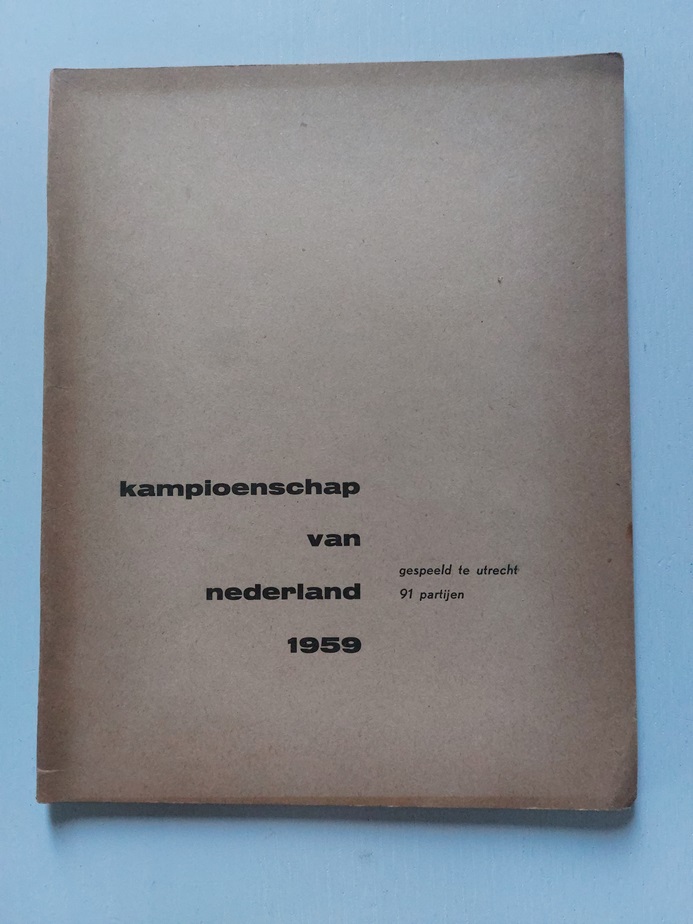 kampioenschap
van
nederland
1959
gespeeld te utrecht
91 partijen